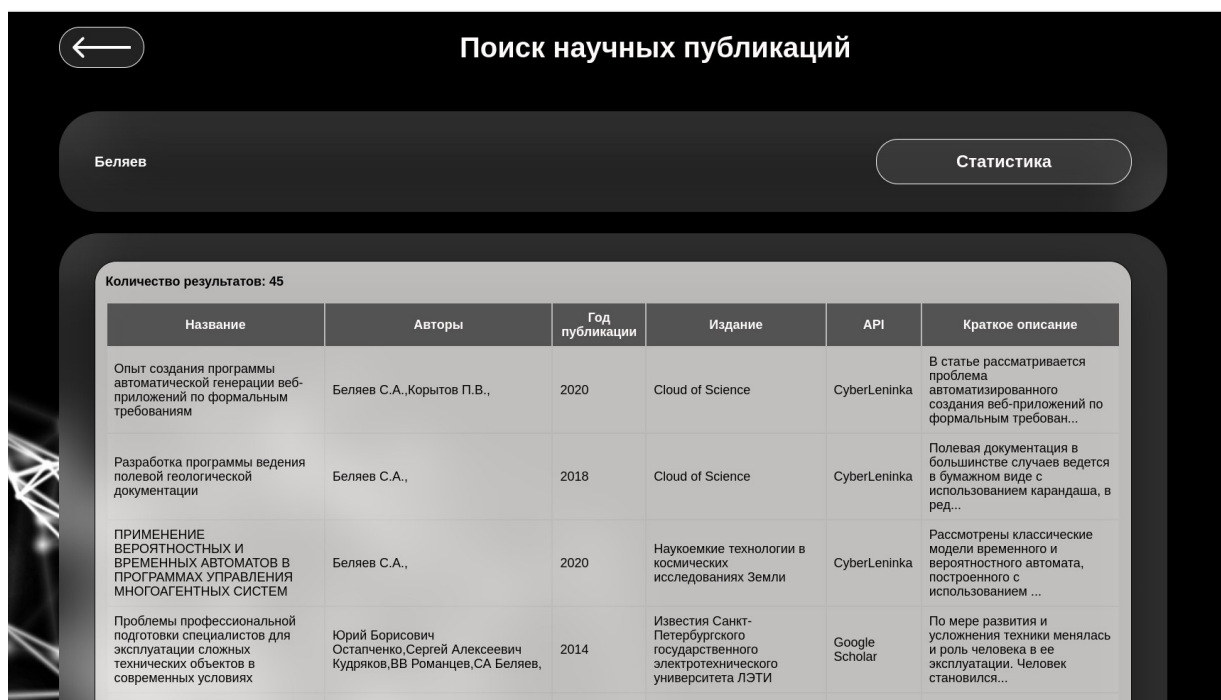 Поиск научных публикаций
Беляев
Статистика
Количество результатов: 45
Название
Авторы
Год
публикации
Издание
API
Краткое описание
Опыт создания программы
автоматической генерации веб-
приложений по формальным
требованиям
Беляев С.А.,Корытов П.В.,
2020
Cloud of Science
CyberLeninka
В статье рассматривается
проблема
автоматизированного
создания веб-приложений по
формальным требован...
Разработка программы ведения
полевой геологической
документации
Беляев С.А.,
2018
Cloud of Science
CyberLeninka
Полевая документация в
большинстве случаев ведется
в бумажном виде с
использованием карандаша, в
ред...
ПРИМЕНЕНИЕ
ВЕРОЯТНОСТНЫХ И
ВРЕМЕННЫХ АВТОМАТОВ В
ПРОГРАММАХ УПРАВЛЕНИЯ
МНОГОАГЕНТНЫХ СИСТЕМ
Беляев С.А.,
2020
Наукоемкие технологии в
космических
исследованиях Земли
CyberLeninka
Рассмотрены классические
модели временного и
вероятностного автомата,
построенного с
использованием ...
Проблемы профессиональной
подготовки специалистов для
эксплуатации сложных
технических объектов в
современных условиях
Юрий Борисович
Остапченко,Сергей Алексеевич
Кудряков,ВВ Романцев,СА Беляев,
2014
Известия Санкт-
Петербургского
государственного
электротехнического
университета ЛЭТИ
Google
Scholar
По мере развития и
усложнения техники менялась
и роль человека в ее
эксплуатации. Человек
становился...